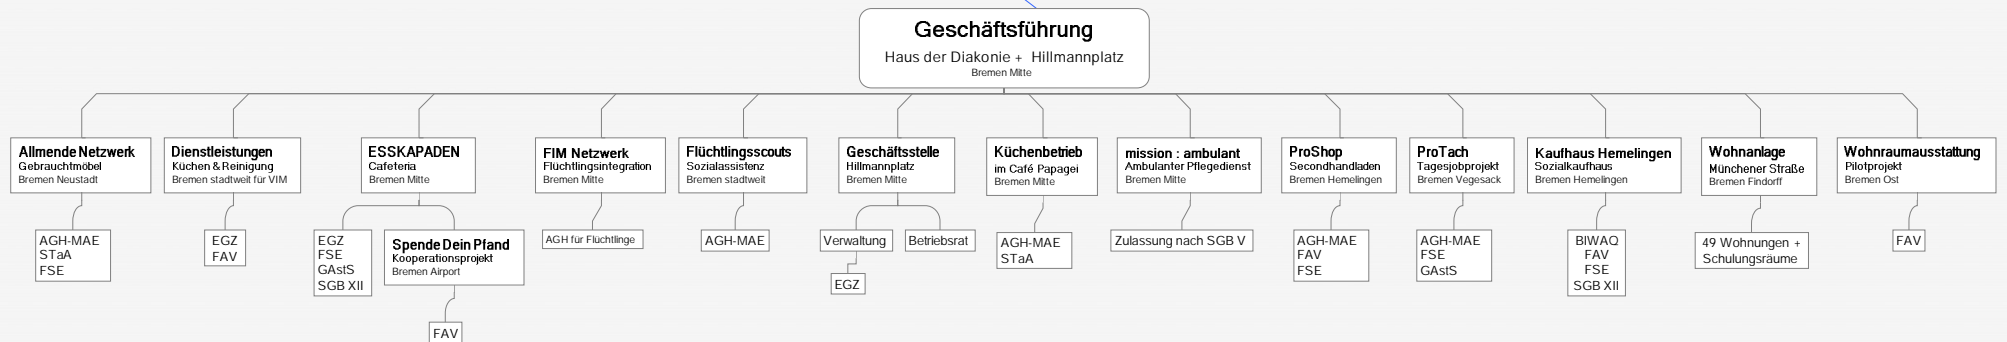 Geschäftsführung
Haus der Diakonie + Hillmannplatz
Bremen Mitte
Allmende Netzwerk
Gebrauchtmöbel
Bremen Neustadt
AGH-MAE
STaA
FSE
Dienstleistungen
Küchen & Reinigung
Bremen stadtweit für VIM
EGZ
FAV
ESSKAPADEN
Cafeteria
Bremen Mitte
EGZ
FSE
GAstS
SGB XII
Spende Dein Pfand
Kooperationsprojekt
Bremen Airport
FAV
FIM Netzwerk
Flüchtlingsintegration
Bremen Mitte
AGH für Flüchtlinge
Flüchtlingsscouts
Sozialassistenz
Bremen stadtweit
AGH-MAE
Geschäftsstelle
Hillmannplatz
Bremen Mitte
Verwaltung
EGZ
Betriebsrat
Küchenbetrieb
im Café Papagei
Bremen Mitte
AGH-MAE
STaA
mission : ambulant
Ambulanter Pflegedienst
Bremen Mitte
Zulassung nach SGB V
ProShop
Secondhandladen
Bremen Hemelingen
AGH-MAE
FAV
FSE
ProTach
Tagesjobprojekt
Bremen Vegesack
AGH-MAE
FSE
GAstS
Kaufhaus Hemelingen
Sozialkaufhaus
Bremen Hemelingen
BIWAQ
FAV
FSE
SGB XII
Wohnanlage
Münchener Straße
Bremen Findorff
49 Wohnungen +
Schulungsräume
Wohnraumausstattung
Pilotprojekt
Bremen Ost
FAV